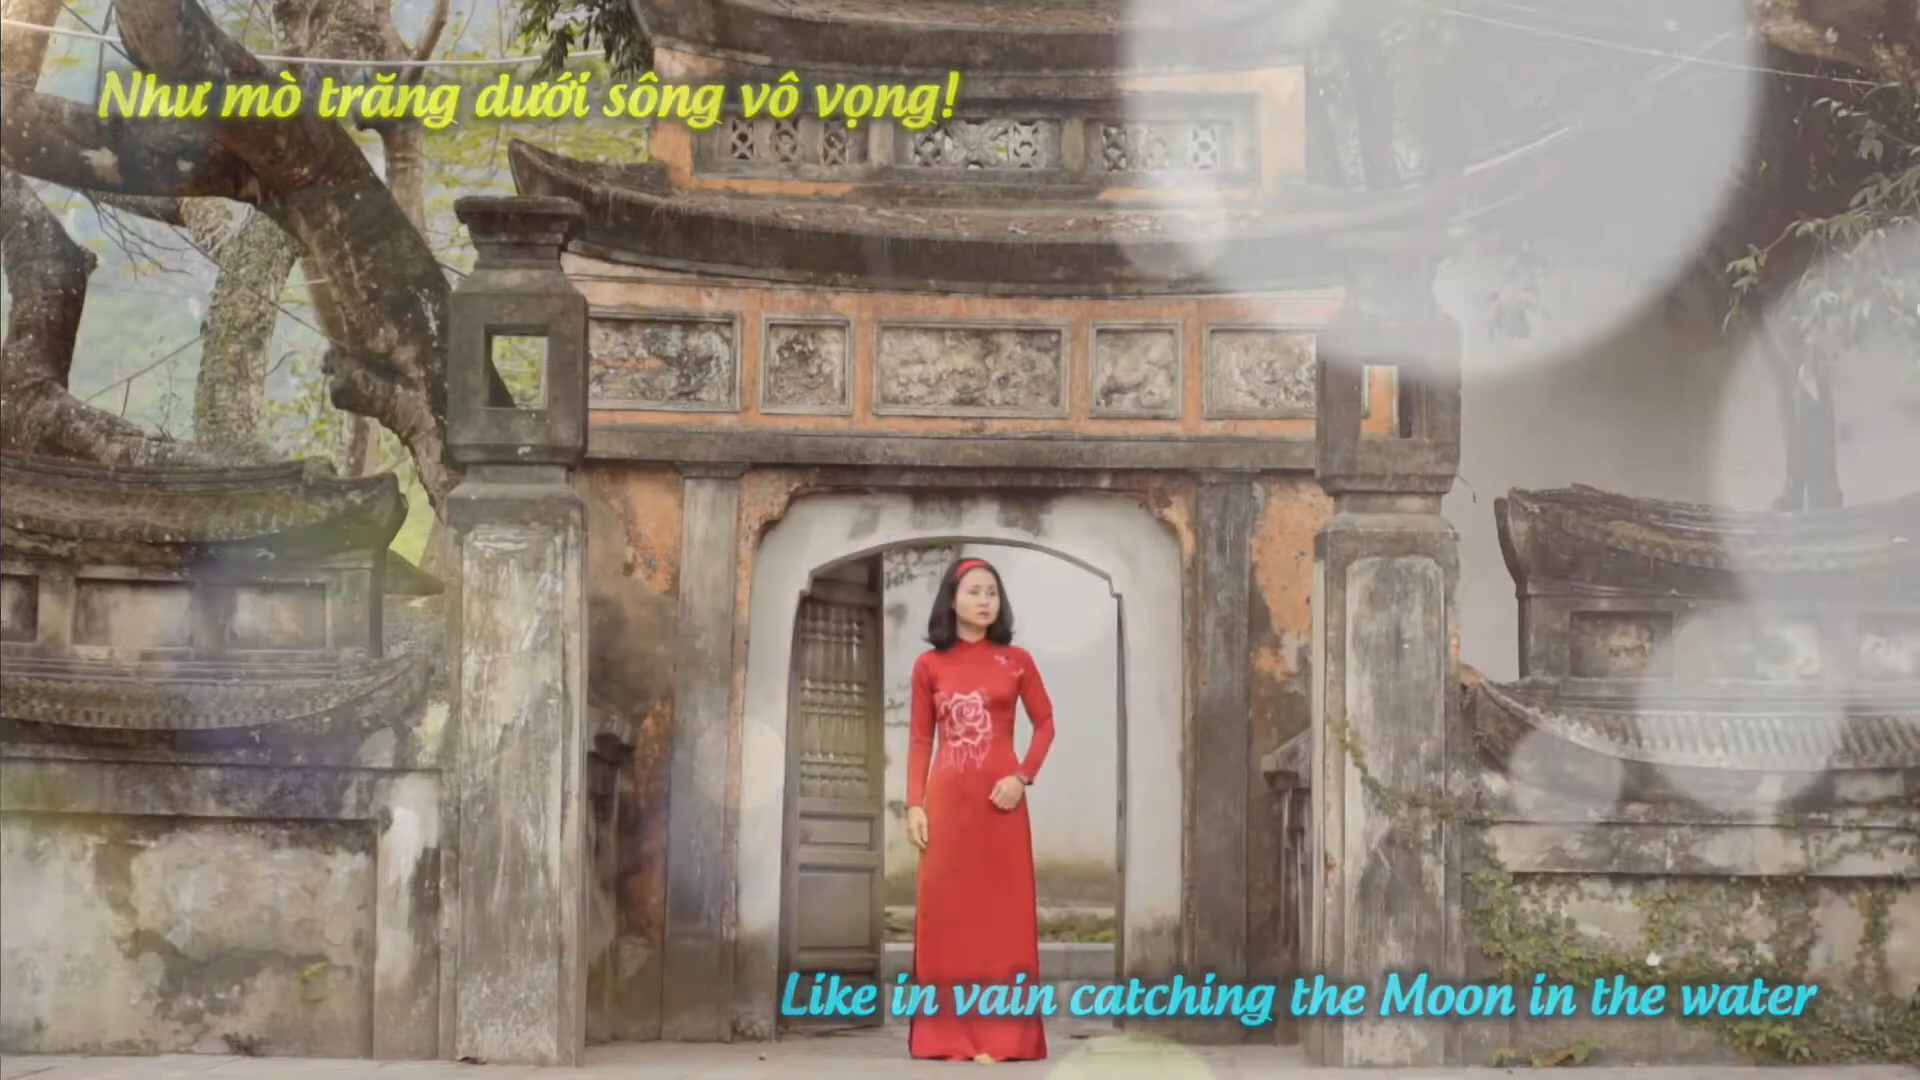 Như mò trăng dưới sông vô vọng!
Like in vain catching the Moon in the water